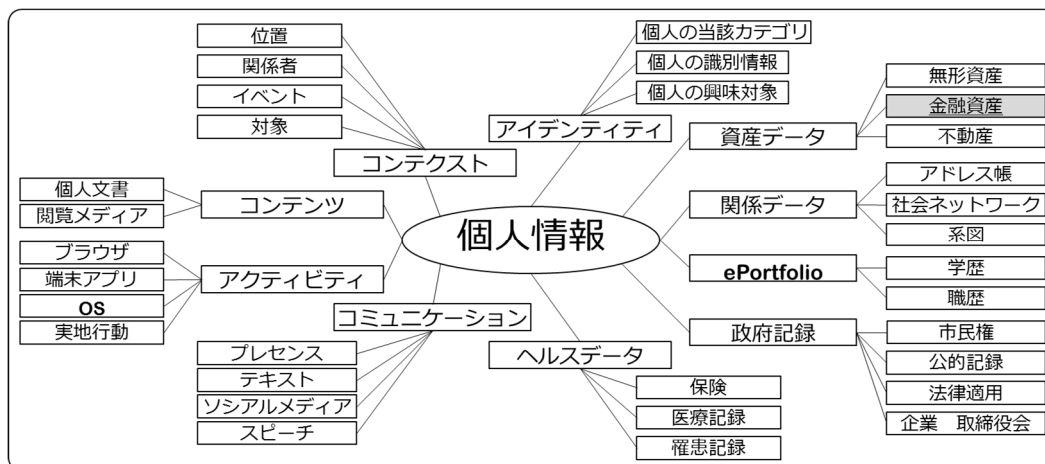 位置
関係者
イベント
対象
コンテクスト
個人の当該カテゴリ
個人の識別情報
個人の興味対象
アイデンティティ
無形資産
金融資産
不動産
資産データ
個人文書
閲覧メディア
コンテンツ
アドレス帳
社会ネットワーク
系図
関係データ
個人情報
ブラウザ
端末アプリ
OS
実地行動
アクティビティ
ePortfolio
学歴
職歴
コミュニケーション
プレゼンス
テキスト
ソシアルメディア
スピーチ
ヘルスデータ
保険
医療記録
罹患記録
政府記録
市民権
公的記録
法律適用
企業 取締役会